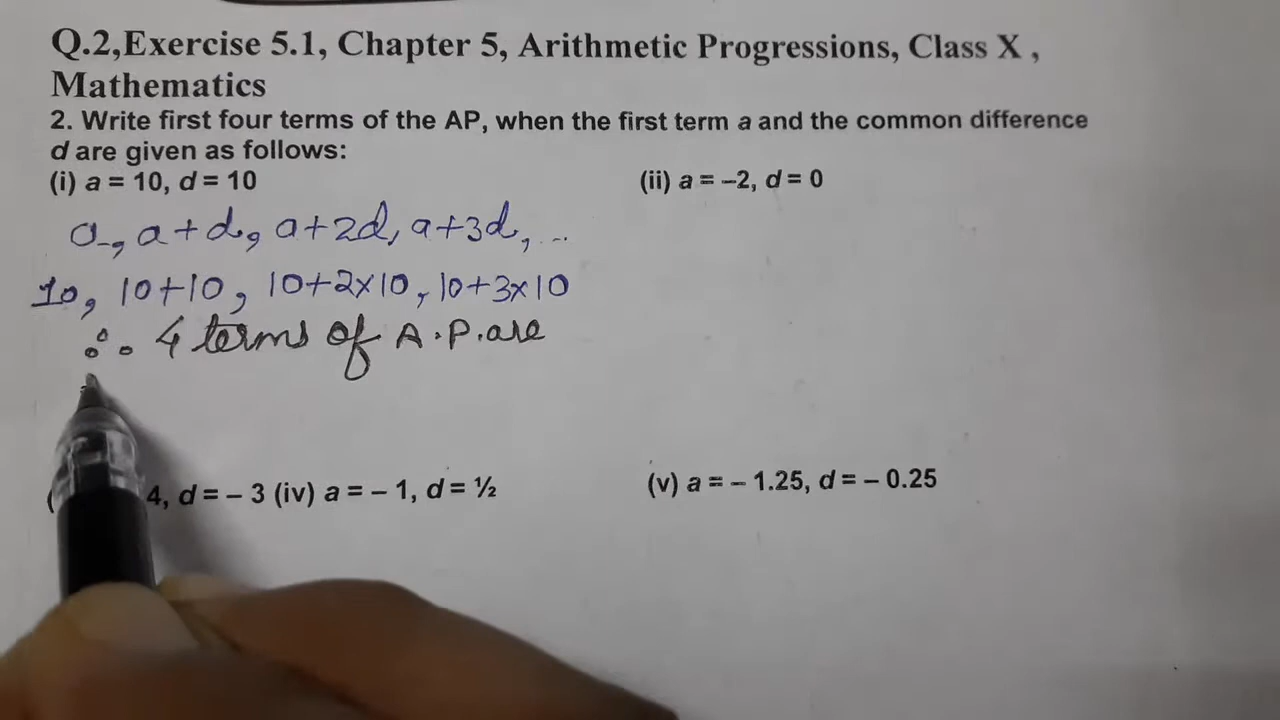 Q.2,Exercise 5.1, Chapter 5, Arithmetic Progressions, Class X ,
Mathematics
2. Write first four terms of the AP, when the first term a and the common difference
d are given as follows:
(i) a = 10, d = 10 (ii) a = –2, d = 0
a, a+d, a+2d, a+3d, ...
10, 10+10, 10+2×10, 10+3×10
∴ 4 terms of A.P. are
( 4, d = – 3 (iv) a = – 1, d = ½ (v) a = – 1.25, d = – 0.25